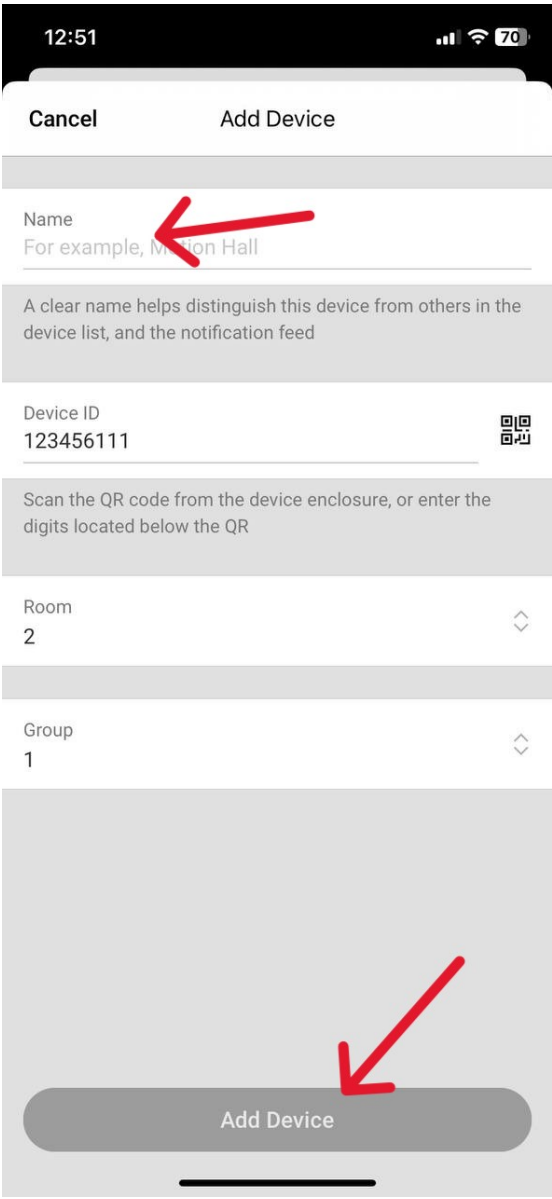 12:51
70
Cancel
Add Device
Name
For example, Motion Hall
A clear name helps distinguish this device from others in the
device list, and the notification feed
Device ID
123456111
Scan the QR code from the device enclosure, or enter the
digits located below the QR
Room
2
Group
1
Add Device